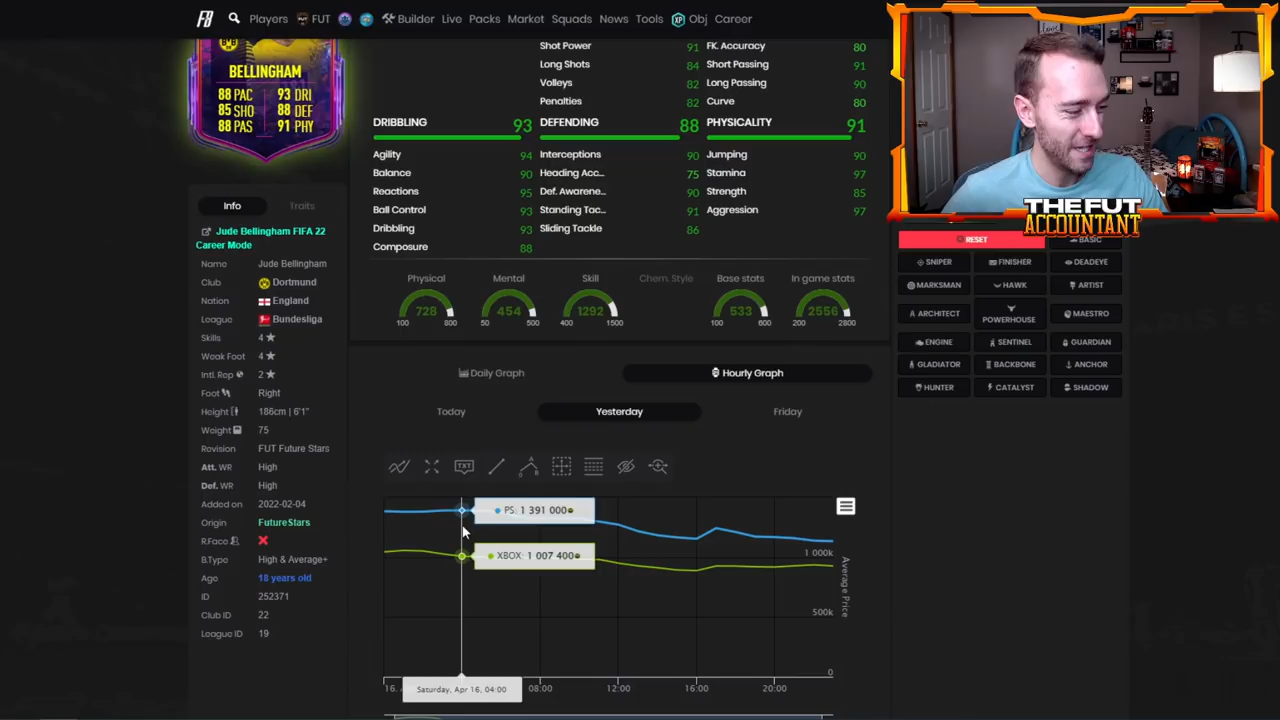 F8 Players FUT Builder Live Packs Market Squads News Tools XP Obj Career
BELLINGHAM
88 PAC 93 DRI
85 SHO 88 DEF
88 PAS 91 PHY
Shot Power 91
Long Shots 84
Volleys 82
Penalties 82
FK. Accuracy 80
Short Passing 91
Long Passing 90
Curve 80
DRIBBLING 93
Agility 94
Balance 90
Reactions 95
Ball Control 93
Dribbling 93
Composure 88
DEFENDING 88
Interceptions 90
Heading Acc... 75
Def. Awarene... 90
Standing Tac... 91
Sliding Tackle 86
PHYSICALITY 91
Jumping 90
Stamina 97
Strength 85
Aggression 97
THE FUT
ACCOUNTANT
Info Traits
Jude Bellingham FIFA 22
Career Mode
Name Jude Bellingham
Club Dortmund
Nation England
League Bundesliga
Skills 4
Weak Foot 4
Intl. Rep 2
Foot Right
Height 186cm | 6'1"
Weight 75
Revision FUT Future Stars
Att. WR High
Def. WR High
Added on 2022-02-04
Origin FutureStars
R.Face
B.Type High & Average+
Age 18 years old
ID 252371
Club ID 22
League ID 19
Physical Mental Skill Chem. Style Base stats In game stats
728 454 1292 533 2556
100 800 50 500 400 1500 100 600 200 2800
RESET BASIC
SNIPER FINISHER DEADEYE
MARKSMAN HAWK ARTIST
ARCHITECT POWERHOUSE MAESTRO
ENGINE SENTINEL GUARDIAN
GLADIATOR BACKBONE ANCHOR
HUNTER CATALYST SHADOW
Daily Graph Hourly Graph
Today Yesterday Friday
TXT
PS: 1 391 000
XBOX: 1 007 400
1 000k
500k
0
Average Price
16. 08:00 12:00 16:00 20:00
Saturday, Apr 16, 04:00